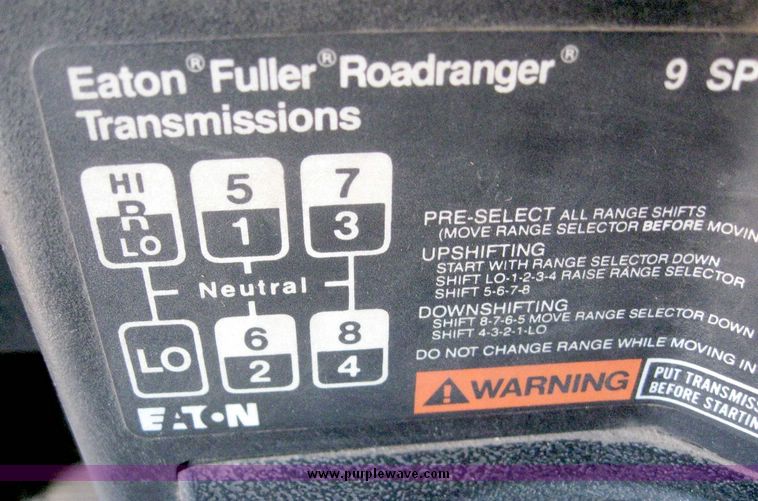 Eaton® Fuller® Roadranger® 9 SP
Transmissions
HI 5 7
R
LO 1 3
Neutral
LO 6 8
2 4
EATON
PRE-SELECT ALL RANGE SHIFTS
(MOVE RANGE SELECTOR BEFORE MOVIN
UPSHIFTING
START WITH RANGE SELECTOR DOWN
SHIFT LO-1-2-3-4 RAISE RANGE SELECTOR
SHIFT 5-6-7-8
DOWNSHIFTING
SHIFT 8-7-6-5 MOVE RANGE SELECTOR DOWN
SHIFT 4-3-2-1-LO
DO NOT CHANGE RANGE WHILE MOVING IN
WARNING
PUT TRANSMIS
BEFORE STARTIN
www.purplewave.com